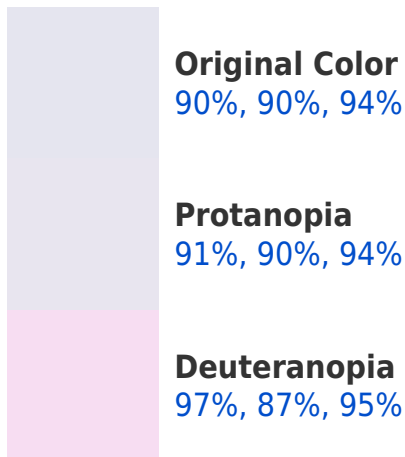 Original Color
90%, 90%, 94%
Protanopia
91%, 90%, 94%
Deuteranopia
97%, 87%, 95%